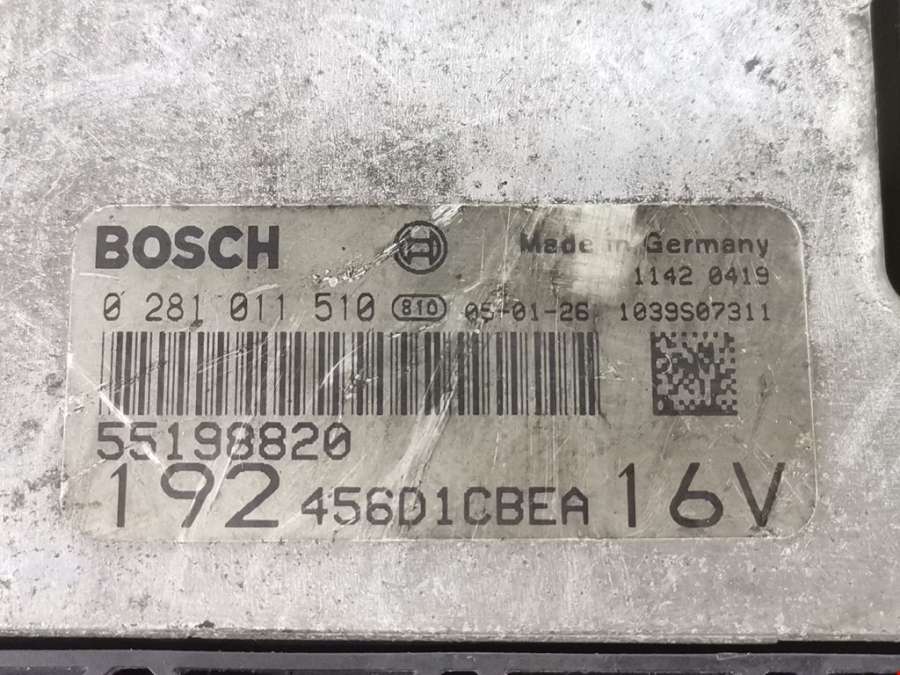 BOSCH Made in Germany
1142 0419
0 281 011 510 810 05-01-26 1039S07311
55198820
192 456D1CBEA 16V